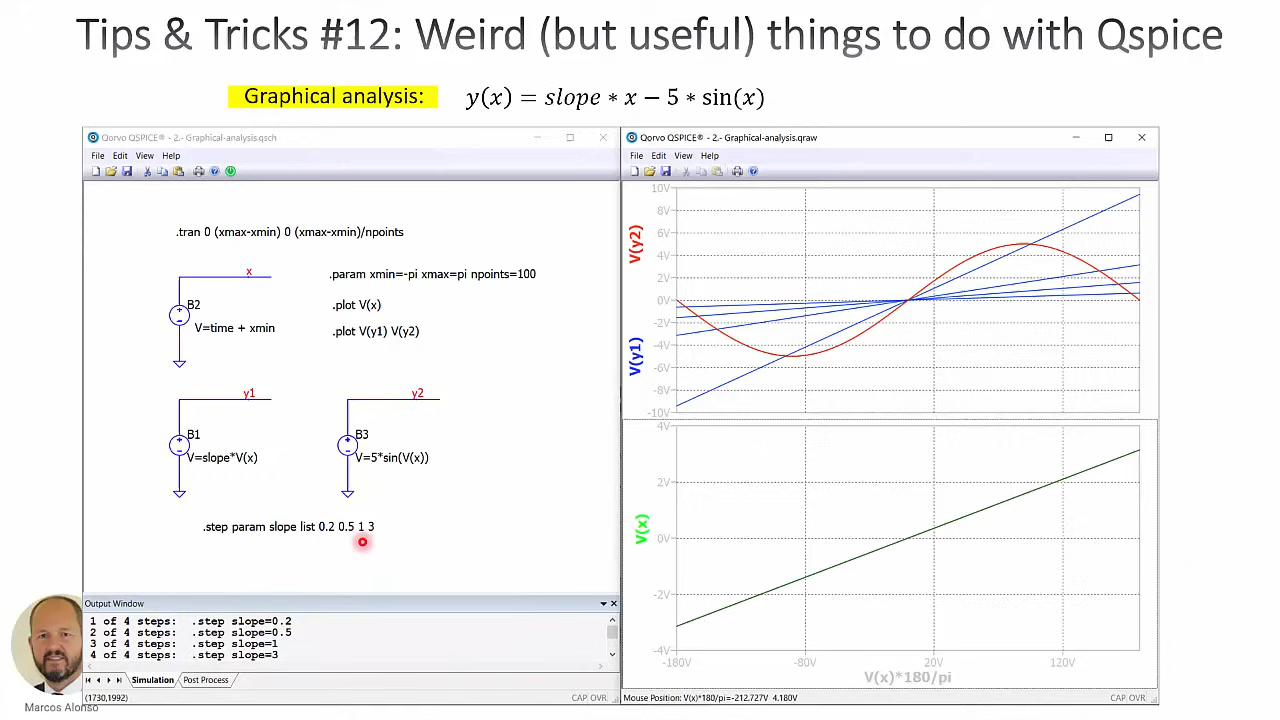 Tips & Tricks #12: Weird (but useful) things to do with Qspice
Graphical analysis: y(x) = slope * x − 5 * sin(x)
Qorvo QSPICE® - 2.- Graphical-analysis.qsch
File Edit View Help
.tran 0 (xmax-xmin) 0 (xmax-xmin)/npoints
x
.param xmin=-pi xmax=pi npoints=100
B2
.plot V(x)
V=time + xmin
.plot V(y1) V(y2)
y1
y2
B1
B3
V=slope*V(x)
V=5*sin(V(x))
.step param slope list 0.2 0.5 1 3
Output Window
1 of 4 steps: .step slope=0.2
2 of 4 steps: .step slope=0.5
3 of 4 steps: .step slope=1
4 of 4 steps: .step slope=3
Simulation Post Process
(1730,1992) CAP OVR
Marcos Alonso
Qorvo QSPICE® - 2.- Graphical-analysis.qraw
File Edit View Help
V(y2)
V(y1)
10V
8V
6V
4V
2V
0V
-2V
-4V
-6V
-8V
-10V
V(x)
4V
2V
0V
-2V
-4V
-180V -80V 20V 120V
V(x)*180/pi
Mouse Position: V(x)*180/pi=-212.727V 4.180V CAP OVR